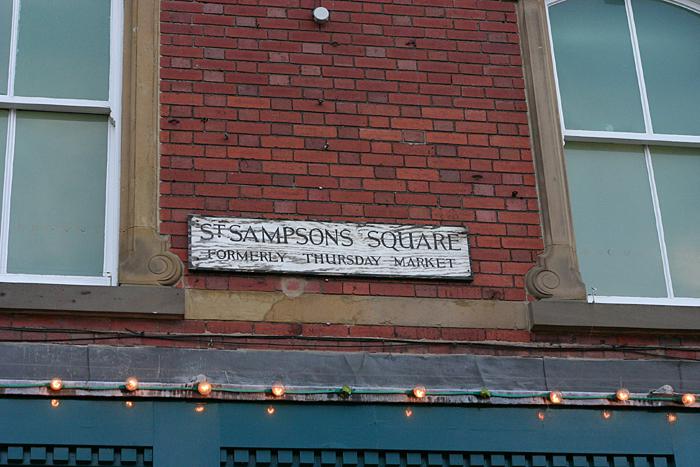 ST SAMPSONS SQUARE
FORMERLY THURSDAY MARKET